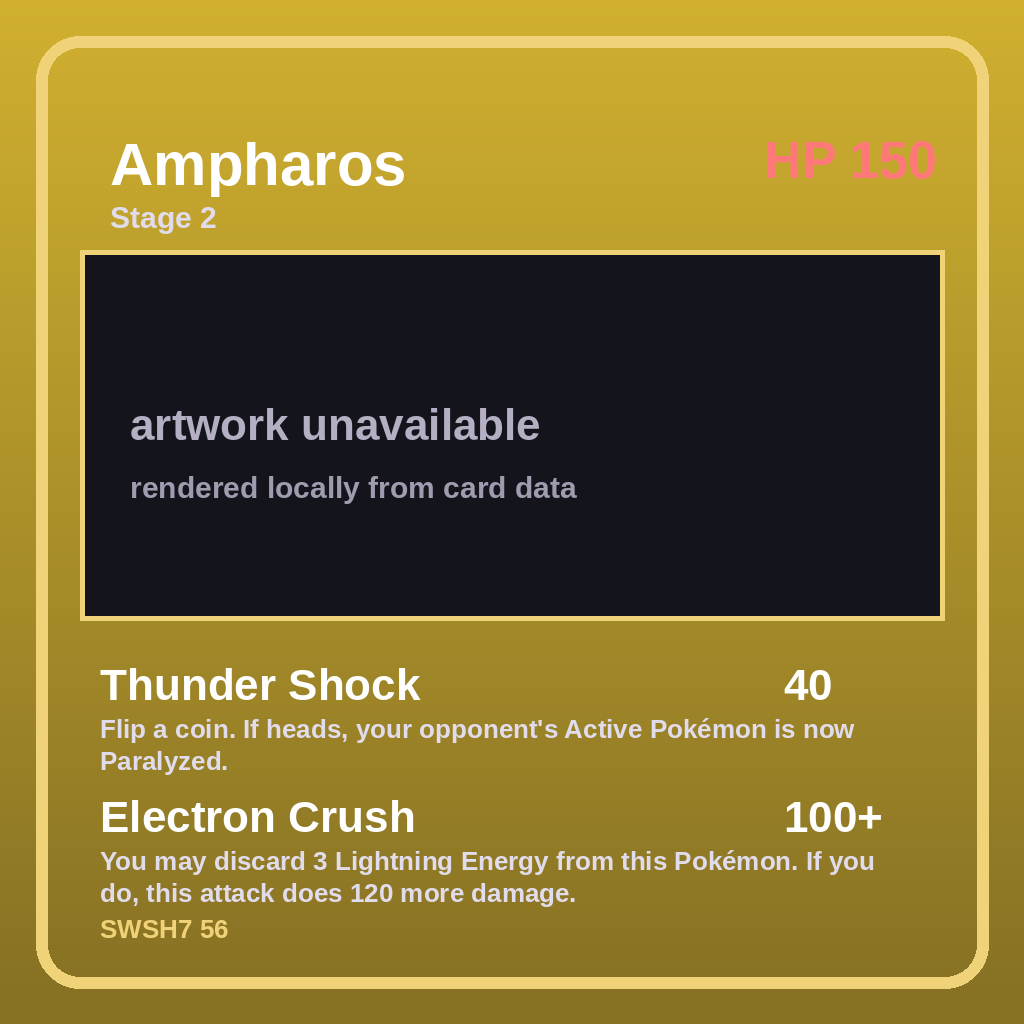 Ampharos
HP 150
Stage 2
artwork unavailable
rendered locally from card data
Thunder Shock 40
Flip a coin. If heads, your opponent's Active Pokémon is now
Paralyzed.
Electron Crush 100+
You may discard 3 Lightning Energy from this Pokémon. If you
do, this attack does 120 more damage.
SWSH7 56